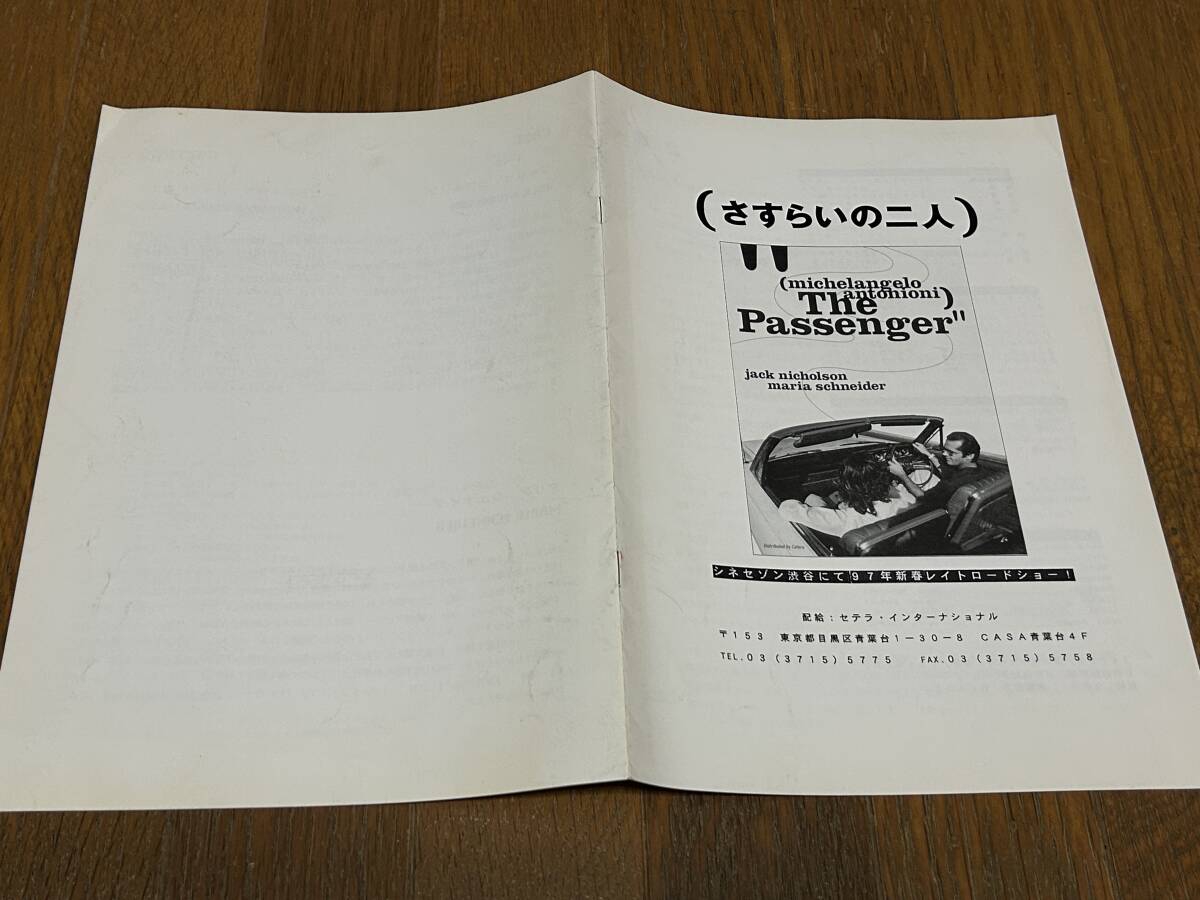 (さすらいの二人)
"
(michelangelo
antonioni)
The
Passenger"
jack nicholson
maria schneider
Distributed by Cetera
シネセゾン渋谷にて97年新春レイトロードショー!
配給:セテラ・インターナショナル
〒153 東京都目黒区青葉台1-30-8 CASA青葉台4F
TEL.03(3715)5775 FAX.03(3715)5758